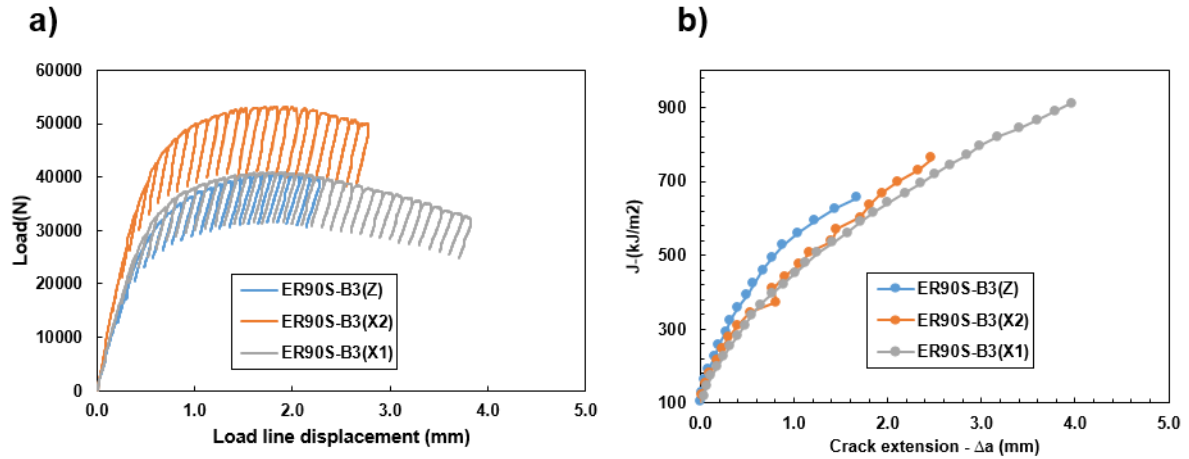 a)
60000
50000
40000
30000
20000
10000
0
Load(N)
ER90S-B3(Z)
ER90S-B3(X2)
ER90S-B3(X1)
0.0 1.0 2.0 3.0 4.0 5.0
Load line displacement (mm)
b)
900
700
500
300
100
J-(kJ/m2)
ER90S-B3(Z)
ER90S-B3(X2)
ER90S-B3(X1)
0.0 1.0 2.0 3.0 4.0 5.0
Crack extension - Δa (mm)